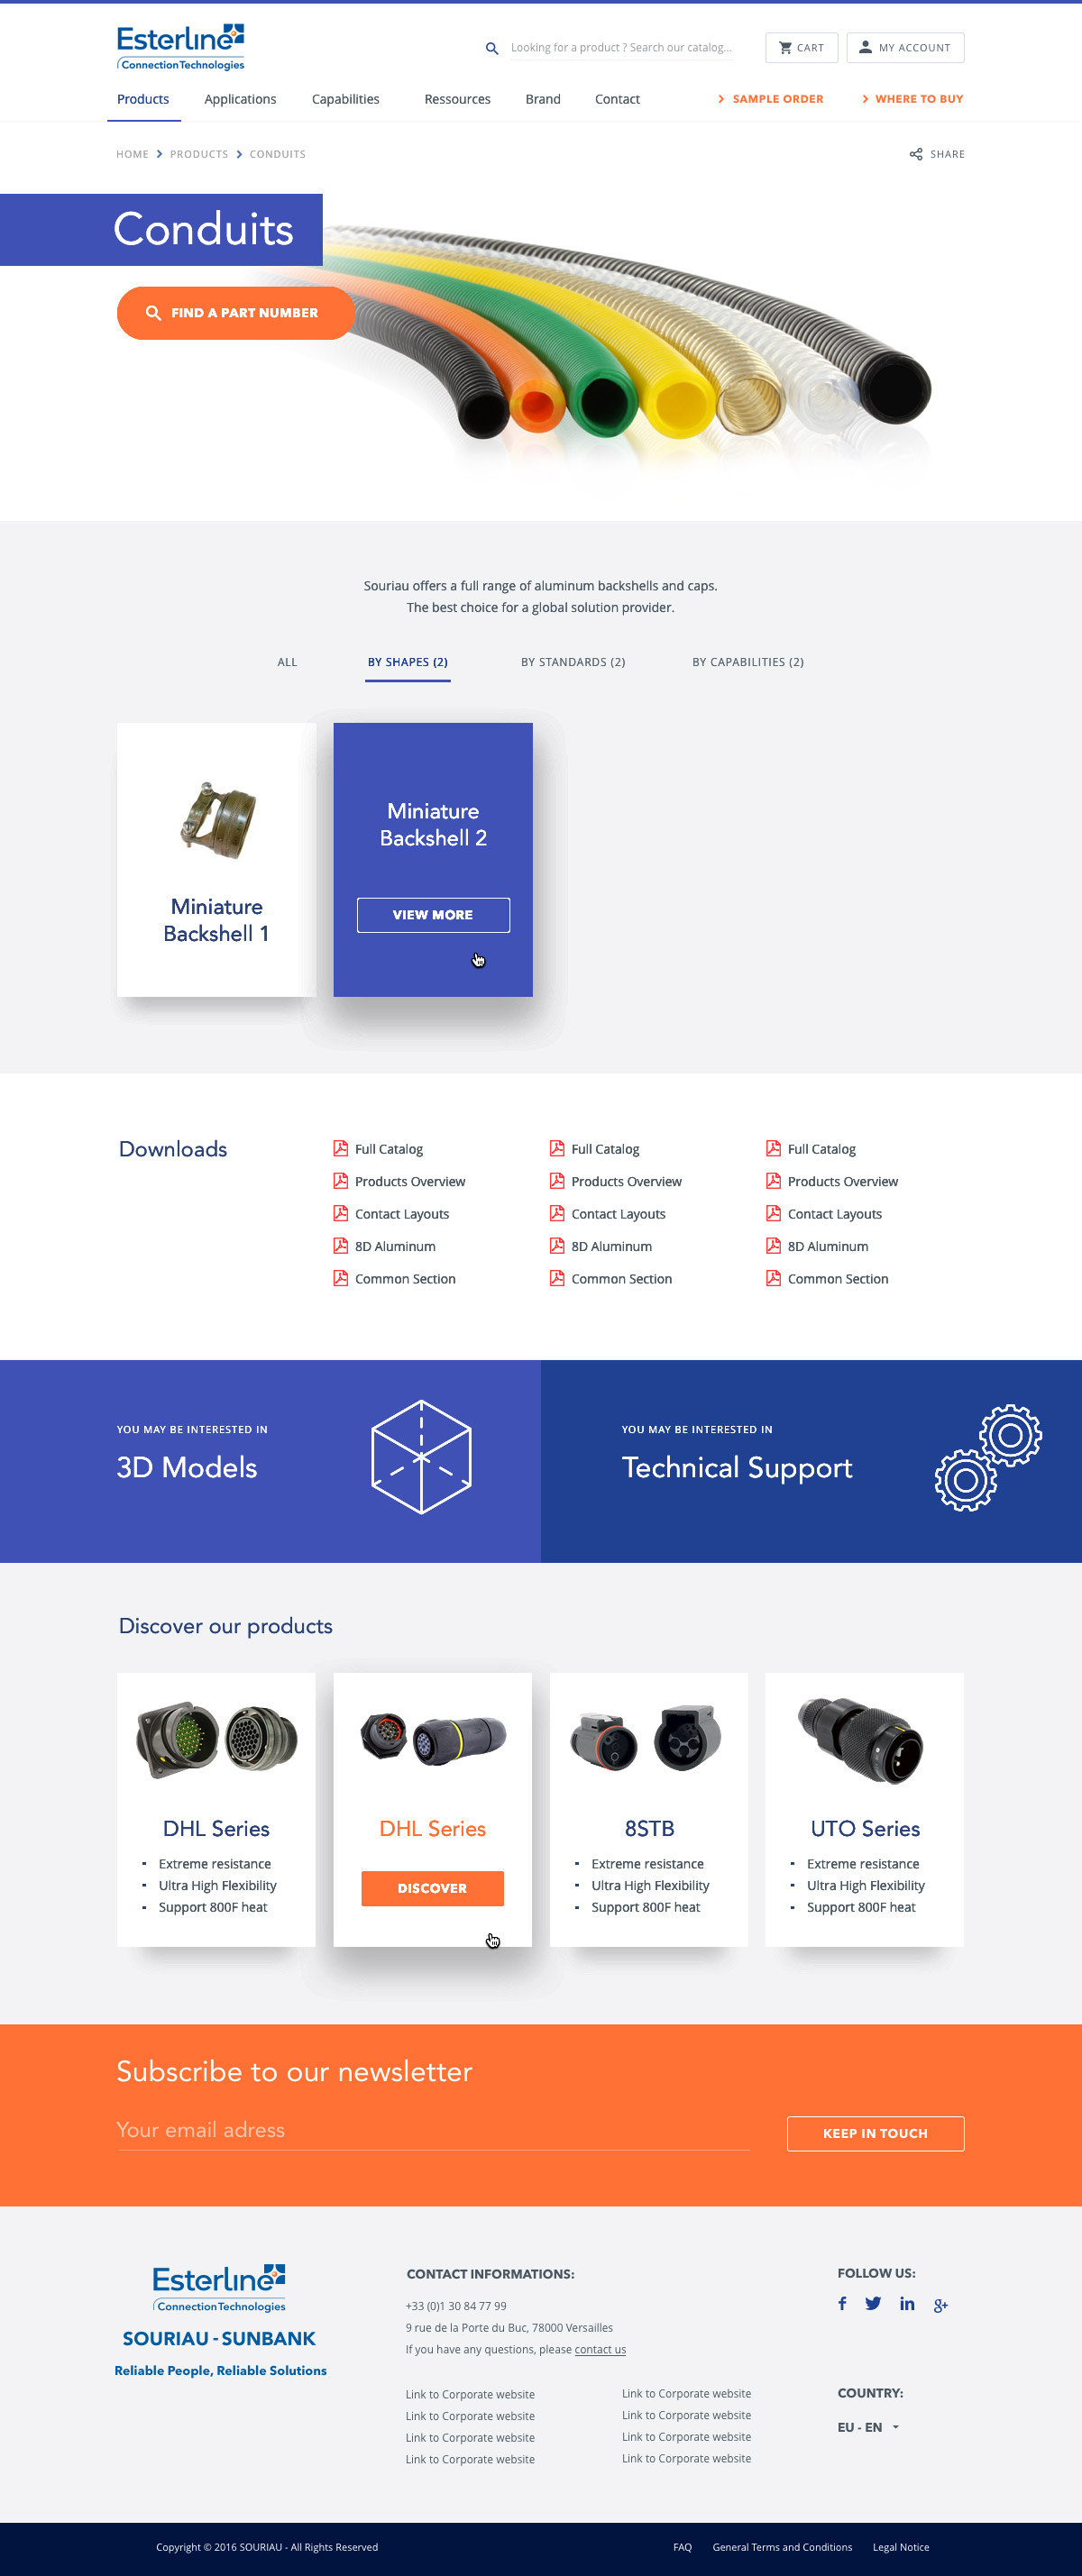 Esterline
Connection Technologies
Looking for a product ? Search our catalog...
CART
MY ACCOUNT
Products
Applications
Capabilities
Ressources
Brand
Contact
SAMPLE ORDER
WHERE TO BUY
HOME
PRODUCTS
CONDUITS
SHARE
Conduits
FIND A PART NUMBER
Souriau offers a full range of aluminum backshells and caps.
The best choice for a global solution provider.
ALL
BY SHAPES (2)
BY STANDARDS (2)
BY CAPABILITIES (2)
Miniature
Backshell 1
Miniature
Backshell 2
VIEW MORE
Downloads
Full Catalog
Products Overview
Contact Layouts
8D Aluminum
Common Section
Full Catalog
Products Overview
Contact Layouts
8D Aluminum
Common Section
Full Catalog
Products Overview
Contact Layouts
8D Aluminum
Common Section
YOU MAY BE INTERESTED IN
3D Models
YOU MAY BE INTERESTED IN
Technical Support
Discover our products
DHL Series
Extreme resistance
Ultra High Flexibility
Support 800F heat
DHL Series
DISCOVER
8STB
Extreme resistance
Ultra High Flexibility
Support 800F heat
UTO Series
Extreme resistance
Ultra High Flexibility
Support 800F heat
Subscribe to our newsletter
Your email adress
KEEP IN TOUCH
Esterline
Connection Technologies
SOURIAU - SUNBANK
Reliable People, Reliable Solutions
CONTACT INFORMATIONS:
+33 (0)1 30 84 77 99
9 rue de la Porte du Buc, 78000 Versailles
If you have any questions, please contact us
Link to Corporate website
Link to Corporate website
Link to Corporate website
Link to Corporate website
Link to Corporate website
Link to Corporate website
Link to Corporate website
Link to Corporate website
FOLLOW US:
COUNTRY:
EU - EN
Copyright © 2016 SOURIAU - All Rights Reserved
FAQ
General Terms and Conditions
Legal Notice